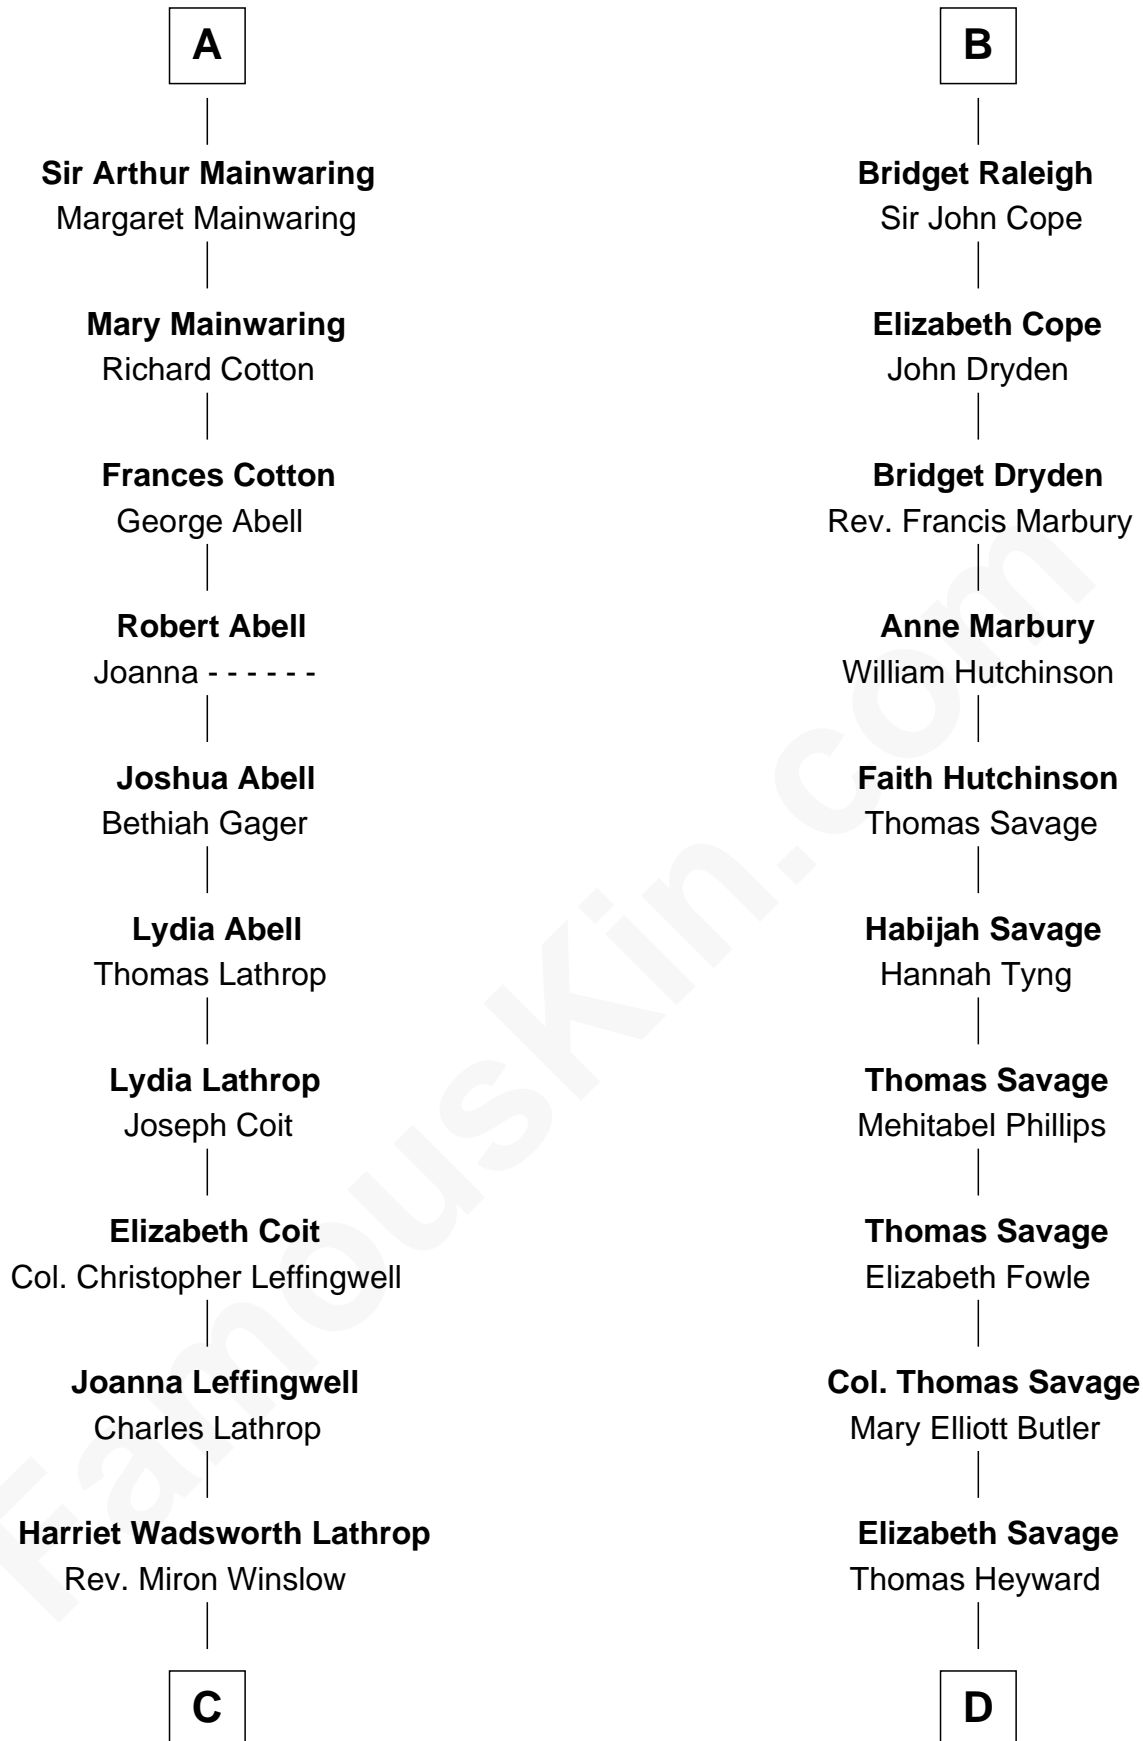 A
Sir Arthur Mainwaring
Margaret Mainwaring
Mary Mainwaring
Richard Cotton
Frances Cotton
George Abell
Robert Abell
Joanna - - - - - -
Joshua Abell
Bethiah Gager
Lydia Abell
Thomas Lathrop
Lydia Lathrop
Joseph Coit
Elizabeth Coit
Col. Christopher Leffingwell
Joanna Leffingwell
Charles Lathrop
Harriet Wadsworth Lathrop
Rev. Miron Winslow
C
B
Bridget Raleigh
Sir John Cope
Elizabeth Cope
John Dryden
Bridget Dryden
Rev. Francis Marbury
Anne Marbury
William Hutchinson
Faith Hutchinson
Thomas Savage
Habijah Savage
Hannah Tyng
Thomas Savage
Mehitabel Phillips
Thomas Savage
Elizabeth Fowle
Col. Thomas Savage
Mary Elliott Butler
Elizabeth Savage
Thomas Heyward
D
FamousKin.com